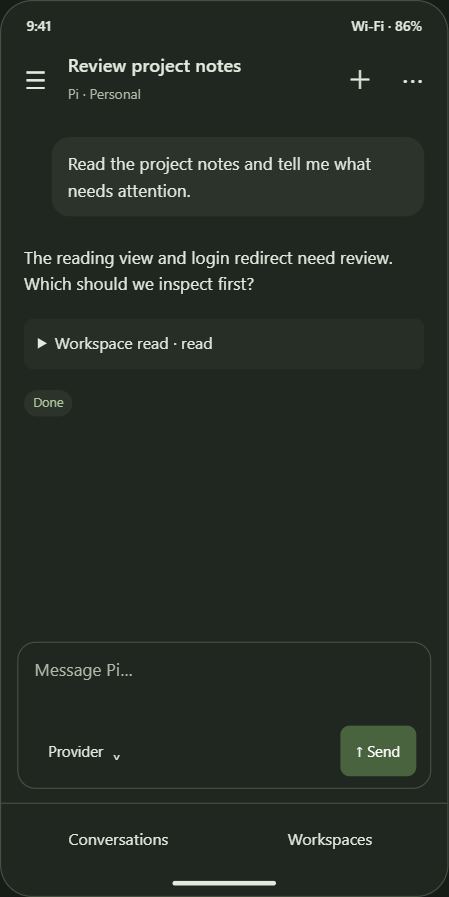 9:41
Wi-Fi · 86%
Review project notes
Pi · Personal
Read the project notes and tell me what
needs attention.
The reading view and login redirect need review.
Which should we inspect first?
▶ Workspace read · read
Done
Message Pi...
Provider
↑ Send
Conversations
Workspaces